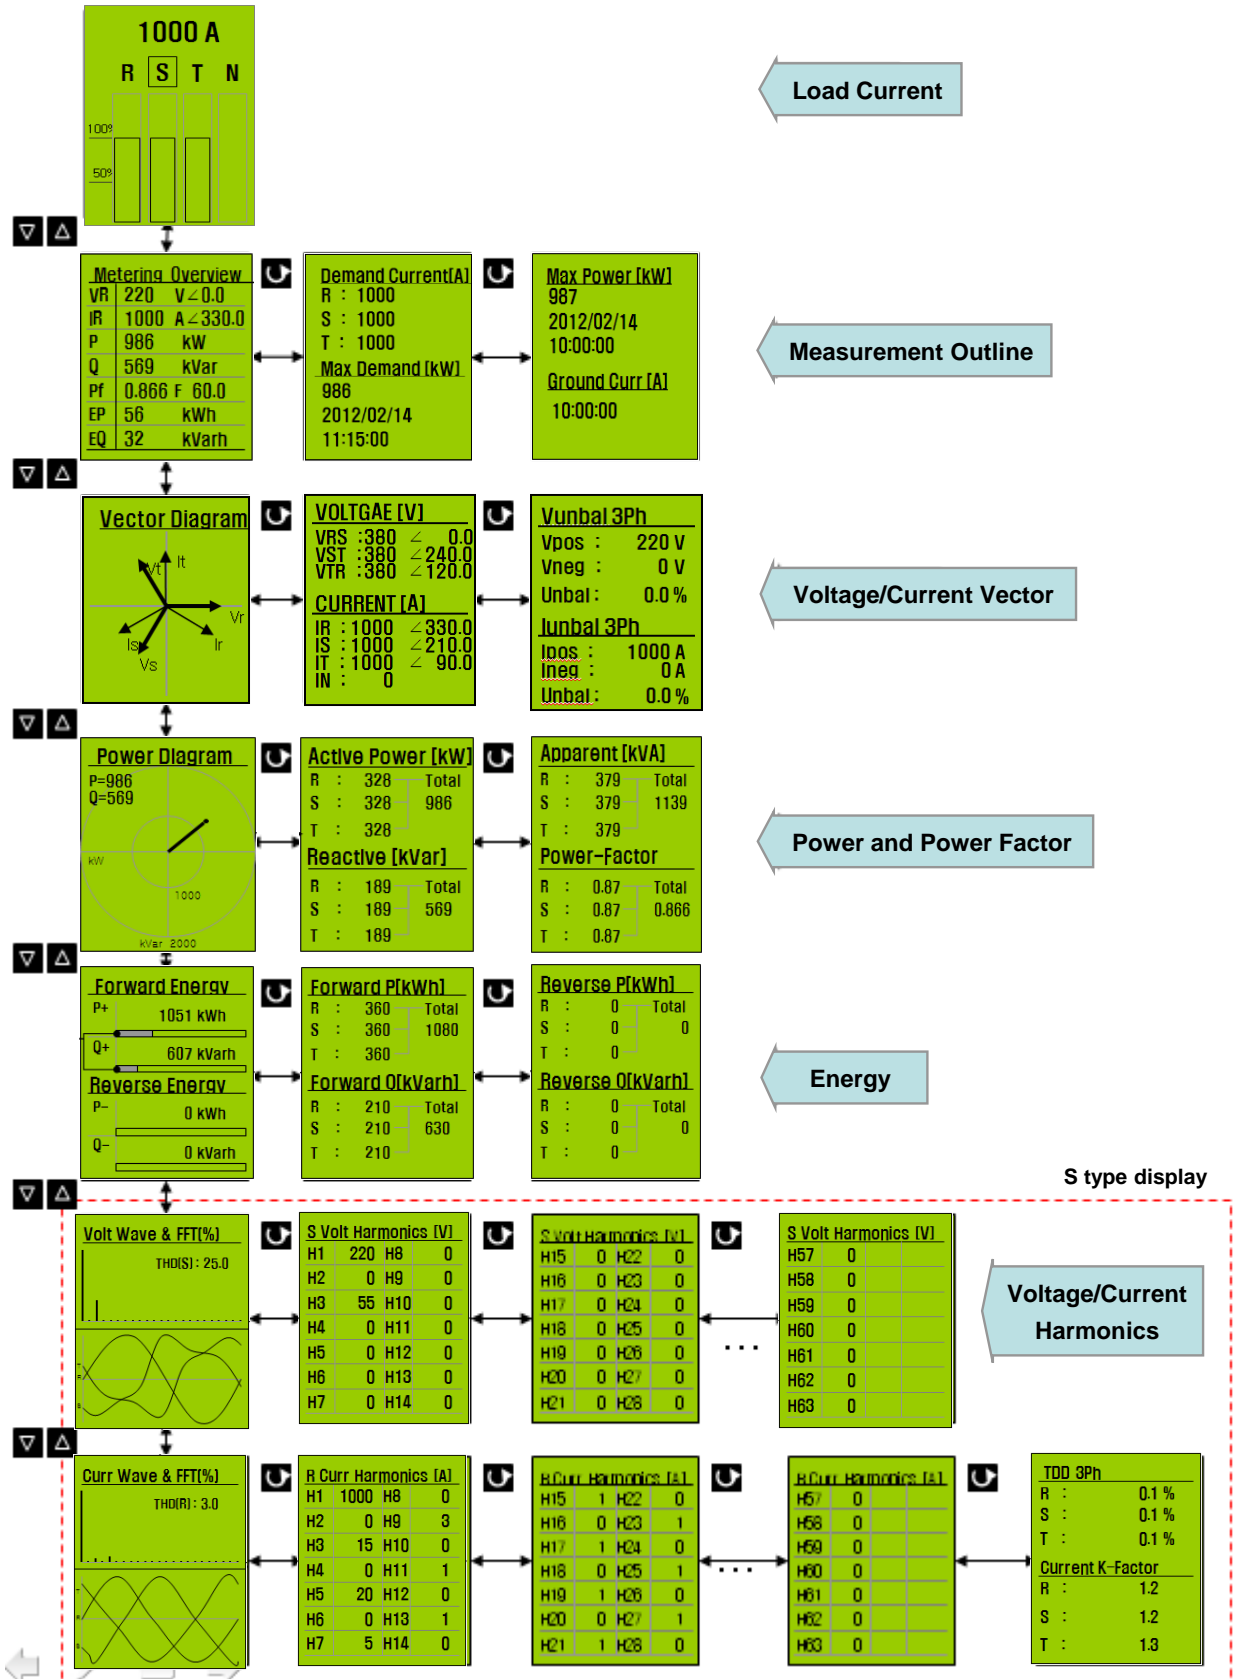 1000 A
R S T N
100%
50%
Load Current
Metering Overview
VR 220 V∠0.0
IR 1000 A∠330.0
P 986 kW
Q 569 kVar
Pf 0.866 F 60.0
EP 56 kWh
EQ 32 kVarh
Demand Current[A]
R : 1000
S : 1000
T : 1000
Max Demand [kW]
986
2012/02/14
11:15:00
Max Power [kW]
987
2012/02/14
10:00:00
Ground Curr [A]
10:00:00
Measurement Outline
Vector Diagram
Vt It
Vr
Is Ir
Vs
VOLTGAE [V]
VRS :380 ∠ 0.0
VST :380 ∠240.0
VTR :380 ∠120.0
CURRENT [A]
IR :1000 ∠330.0
IS :1000 ∠210.0
IT :1000 ∠ 90.0
IN : 0
Vunbal 3Ph
Vpos : 220 V
Vneg : 0 V
Unbal : 0.0 %
Iunbal 3Ph
Ipos : 1000 A
Ineg : 0 A
Unbal : 0.0 %
Voltage/Current Vector
Power Diagram
P=986
Q=569
kW
1000
kVar 2000
Active Power [kW]
R : 328 Total
S : 328 986
T : 328
Reactive [kVar]
R : 189 Total
S : 189 569
T : 189
Apparent [kVA]
R : 379 Total
S : 379 1139
T : 379
Power-Factor
R : 0.87 Total
S : 0.87 0.866
T : 0.87
Power and Power Factor
Forward Energy
P+ 1051 kWh
Q+ 607 kVarh
Reverse Energy
P- 0 kWh
Q- 0 kVarh
Forward P[kWh]
R : 360 Total
S : 360 1080
T : 360
Forward Q[kVarh]
R : 210 Total
S : 210 630
T : 210
Reverse P[kWh]
R : 0 Total
S : 0 0
T : 0
Reverse Q[kVarh]
R : 0 Total
S : 0 0
T : 0
Energy
S type display
Volt Wave & FFT[%]
THD[S] : 25.0
T
R
S
S Volt Harmonics [V]
H1 220 H8 0
H2 0 H9 0
H3 55 H10 0
H4 0 H11 0
H5 0 H12 0
H6 0 H13 0
H7 0 H14 0
S Volt Harmonics [V]
H15 0 H22 0
H16 0 H23 0
H17 0 H24 0
H18 0 H25 0
H19 0 H26 0
H20 0 H27 0
H21 0 H28 0
...
S Volt Harmonics [V]
H57 0
H58 0
H59 0
H60 0
H61 0
H62 0
H63 0
Voltage/Current
Harmonics
Curr Wave & FFT[%]
THD[R] : 3.0
T
R
S
R Curr Harmonics [A]
H1 1000 H8 0
H2 0 H9 3
H3 15 H10 0
H4 0 H11 1
H5 20 H12 0
H6 0 H13 1
H7 5 H14 0
R Curr Harmonics [A]
H15 1 H22 0
H16 0 H23 1
H17 1 H24 0
H18 0 H25 1
H19 1 H26 0
H20 0 H27 1
H21 1 H28 0
...
R Curr Harmonics [A]
H57 0
H58 0
H59 0
H60 0
H61 0
H62 0
H63 0
TDD 3Ph
R : 0.1 %
S : 0.1 %
T : 0.1 %
Current K-Factor
R : 1.2
S : 1.2
T : 1.3